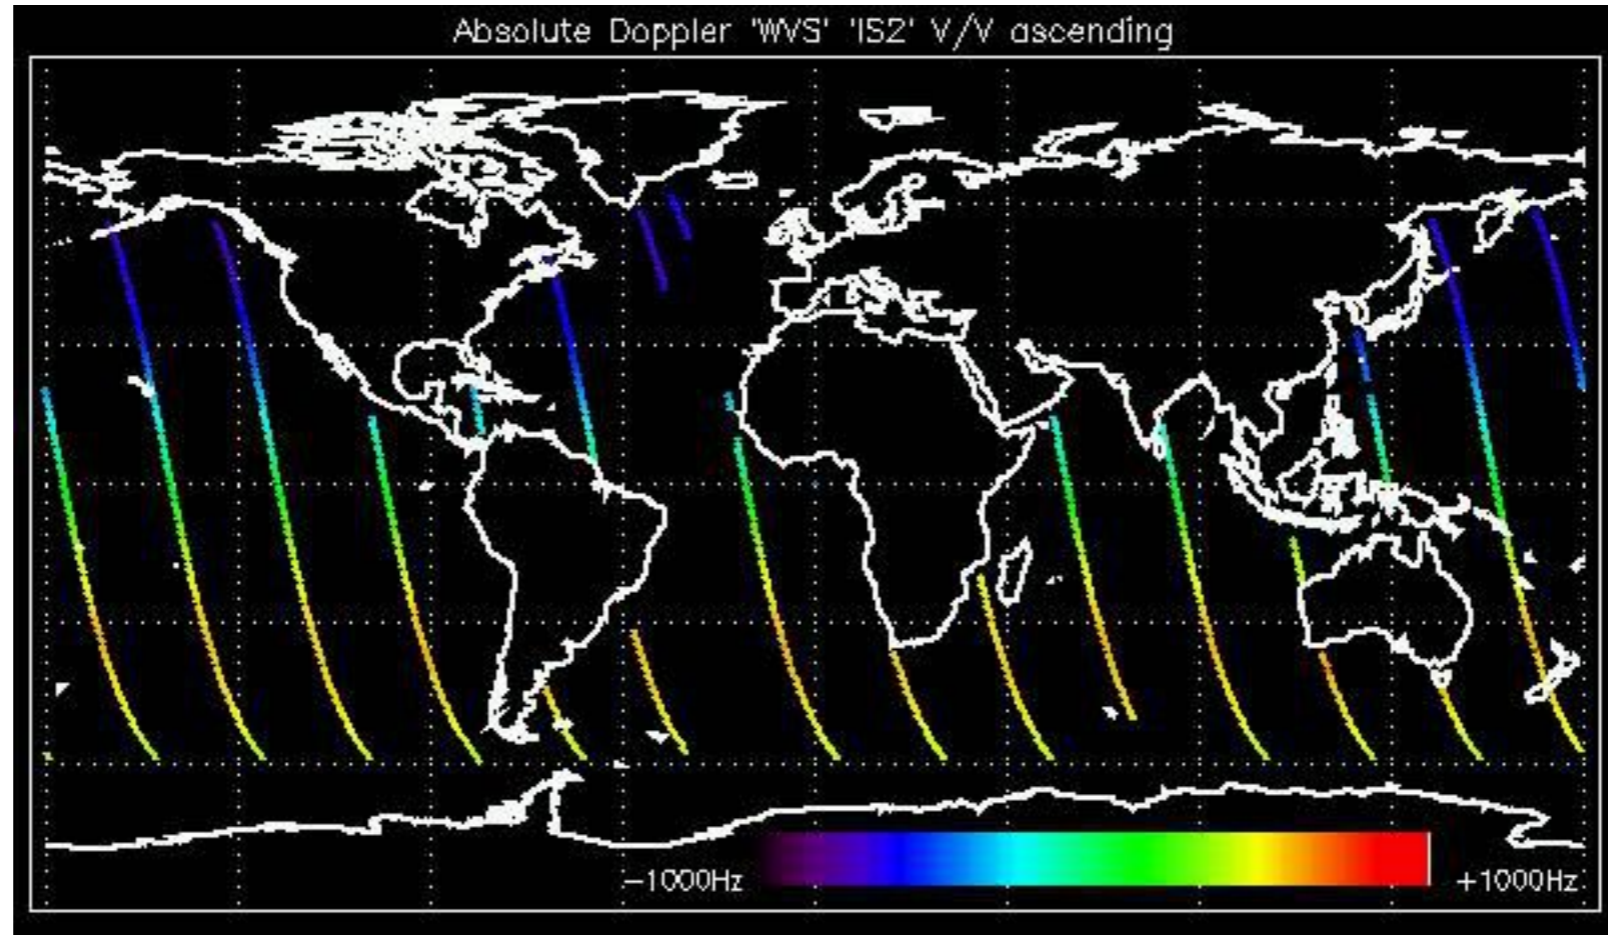 Absolute Doppler 'WVS' 'IS2' V/V ascending
−1000Hz
+1000Hz